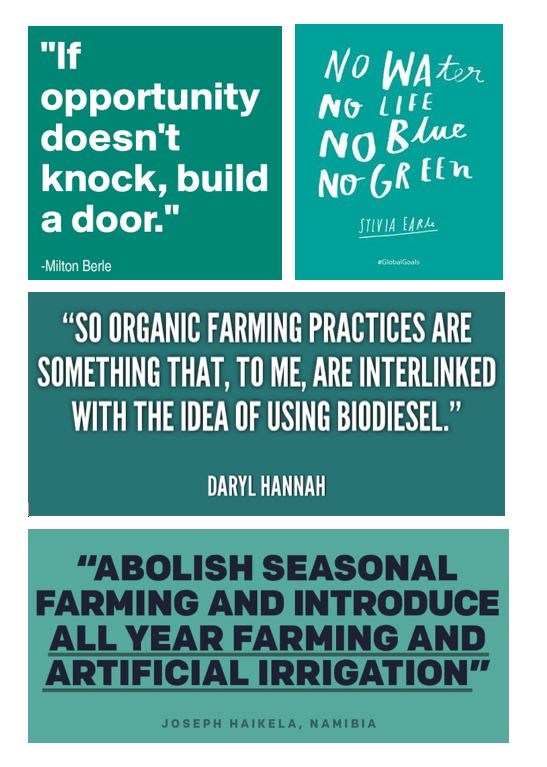 "If
opportunity
doesn't
knock, build
a door."
-Milton Berle
NO WAter
NO LIFE
NO Blue
NO GREEn
SYLVIA EARle
#GlobalGoals
“SO ORGANIC FARMING PRACTICES ARE
SOMETHING THAT, TO ME, ARE INTERLINKED
WITH THE IDEA OF USING BIODIESEL.”
DARYL HANNAH
“ABOLISH SEASONAL
FARMING AND INTRODUCE
ALL YEAR FARMING AND
ARTIFICIAL IRRIGATION”
JOSEPH HAIKELA, NAMIBIA